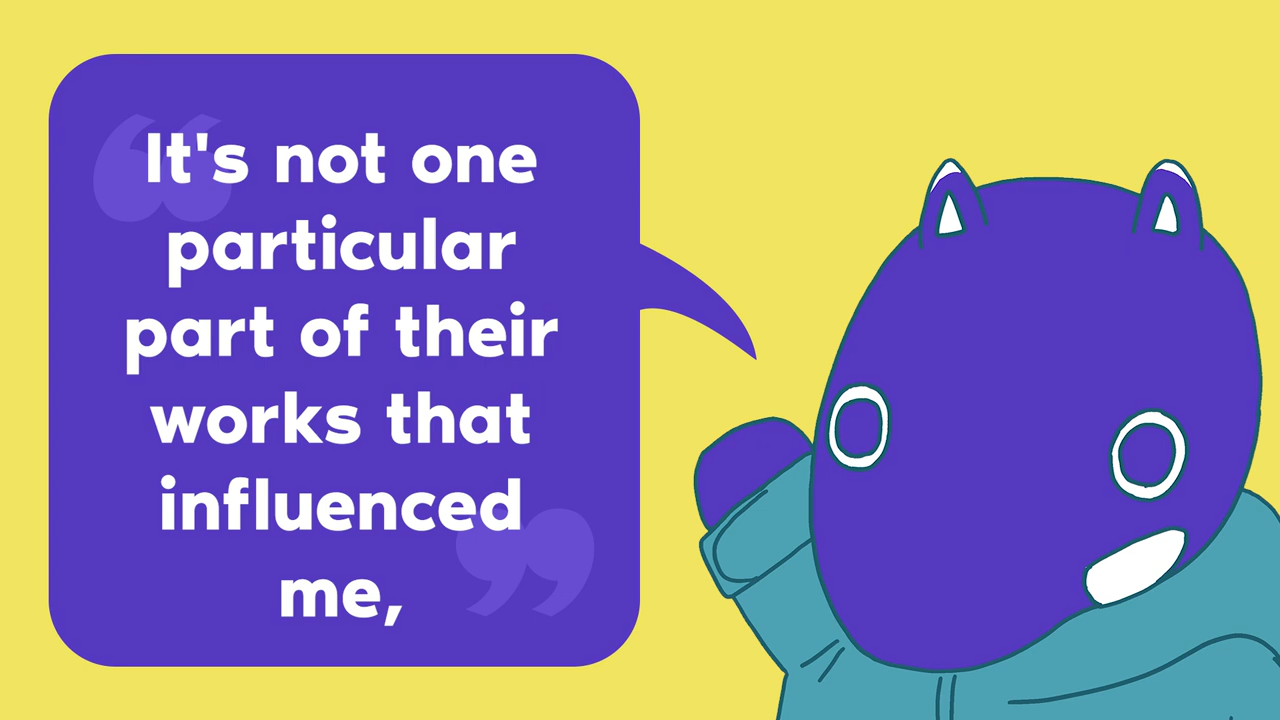 It's not one
particular
part of their
works that
influenced
me,